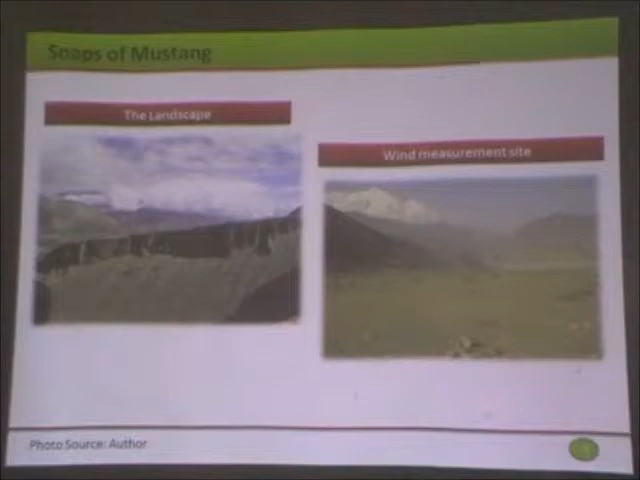 Snaps of Mustang
The Landscape
Wind measurement site
Photo Source: Author